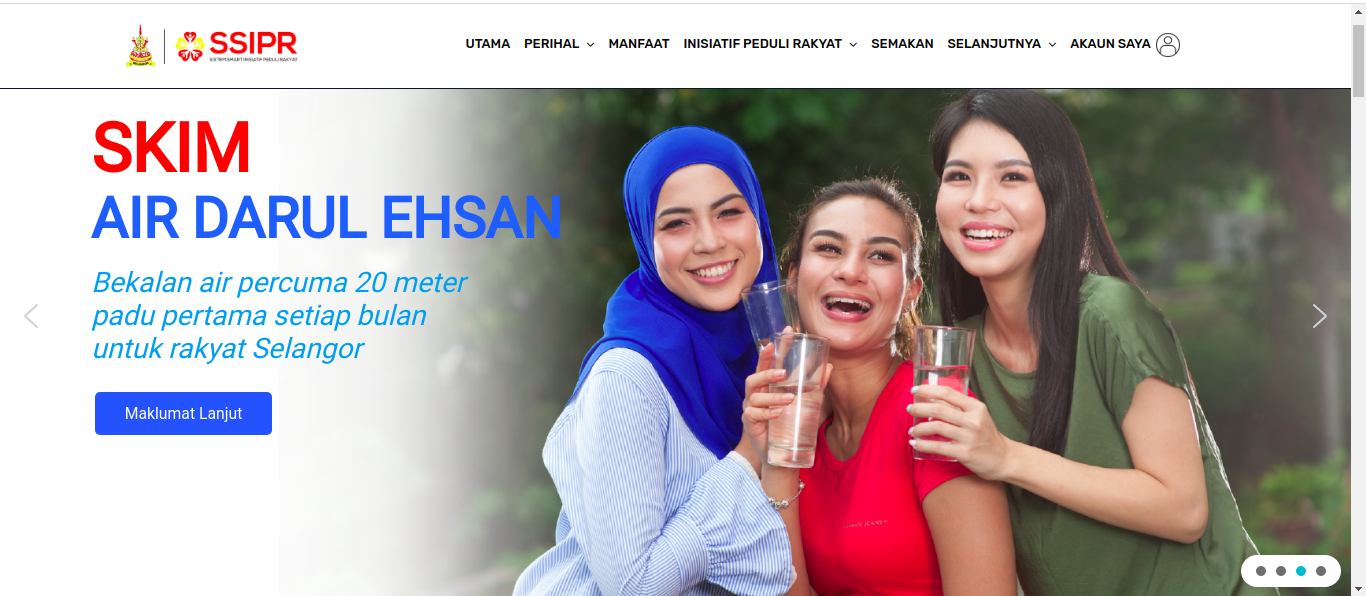 SSIPR
SISTEM SMART INISIATIF PEDULI RAKYAT
UTAMA PERIHAL MANFAAT INISIATIF PEDULI RAKYAT SEMAKAN SELANJUTNYA AKAUN SAYA
SKIM
AIR DARUL EHSAN
Bekalan air percuma 20 meter
padu pertama setiap bulan
untuk rakyat Selangor
Maklumat Lanjut